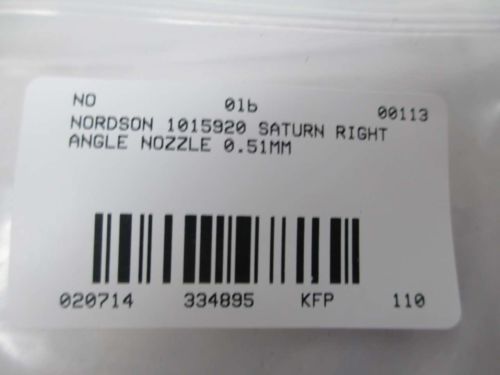 NO 01b 00113
NORDSON 1015920 SATURN RIGHT
ANGLE NOZZLE 0.51MM
020714 334895 KFP 110